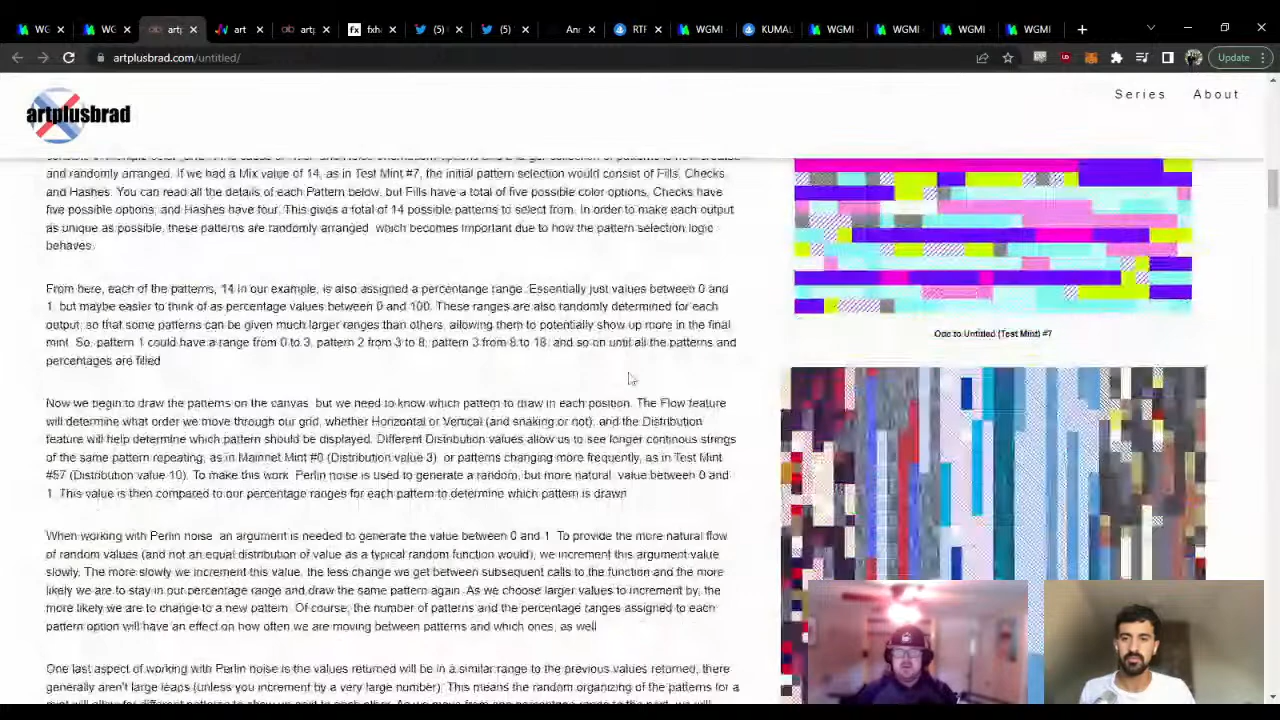 WG
WG
art
art
art
fxha
(5)
(5)
Ann
RTF
WGMI
KUMAL
WGMI
WGMI
WGMI
WGMI
artplusbrad.com/untitled/
Update
artplusbrad
Series About
and randomly arranged. If we had a Mix value of 14, as in Test Mint #7, the initial pattern selection would consist of Fills, Checks
and Hashes. You can read all the details of each Pattern below, but Fills have a total of five possible color options, Checks have
five possible options, and Hashes have four. This gives a total of 14 possible patterns to select from. In order to make each output
as unique as possible, these patterns are randomly arranged which becomes important due to how the pattern selection logic
behaves.
From here, each of the patterns, 14 in our example, is also assigned a percentange range. Essentially just values between 0 and
1 but maybe easier to think of as percentage values between 0 and 100. These ranges are also randomly determined for each
output, so that some patterns can be given much larger ranges than others, allowing them to potentially show up more in the final
mint. So, pattern 1 could have a range from 0 to 3, pattern 2 from 3 to 8, pattern 3 from 8 to 18, and so on until all the patterns and
percentages are filled
Now we begin to draw the patterns on the canvas but we need to know which pattern to draw in each position. The Flow feature
will determine what order we move through our grid, whether Horizontal or Vertical (and snaking or not), and the Distribution
feature will help determine which pattern should be displayed. Different Distribution values allow us to see longer continous strings
of the same pattern repeating, as in Mainnet Mint #0 (Distribution value 3) or patterns changing more frequently, as in Test Mint
#57 (Distribution value 10). To make this work Perlin noise is used to generate a random, but more natural value between 0 and
1 This value is then compared to our percentage ranges for each pattern to determine which pattern is drawn
When working with Perlin noise an argument is needed to generate the value between 0 and 1 To provide the more natural flow
of random values (and not an equal distribution of value as a typical random function would), we increment this argument value
slowly. The more slowly we increment this value, the less change we get between subsequent calls to the function and the more
likely we are to stay in our percentage range and draw the same pattern again. As we choose larger values to increment by, the
more likely we are to change to a new pattern. Of course, the number of patterns and the percentage ranges assigned to each
pattern option will have an effect on how often we are moving between patterns and which ones, as well
One last aspect of working with Perlin noise is the values returned will be in a similar range to the previous values returned, there
generally aren't large leaps (unless you increment by a very large number). This means the random organizing of the patterns for a
Ode to Untitled (Test Mint) #7